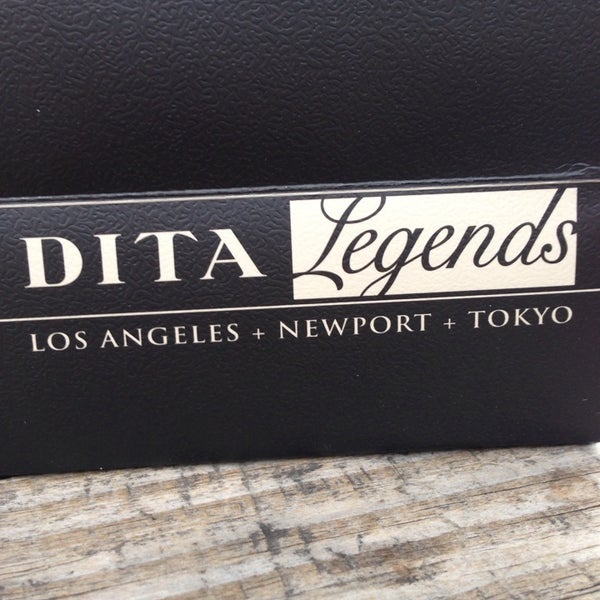 DITA Legends
LOS ANGELES + NEWPORT + TOKYO